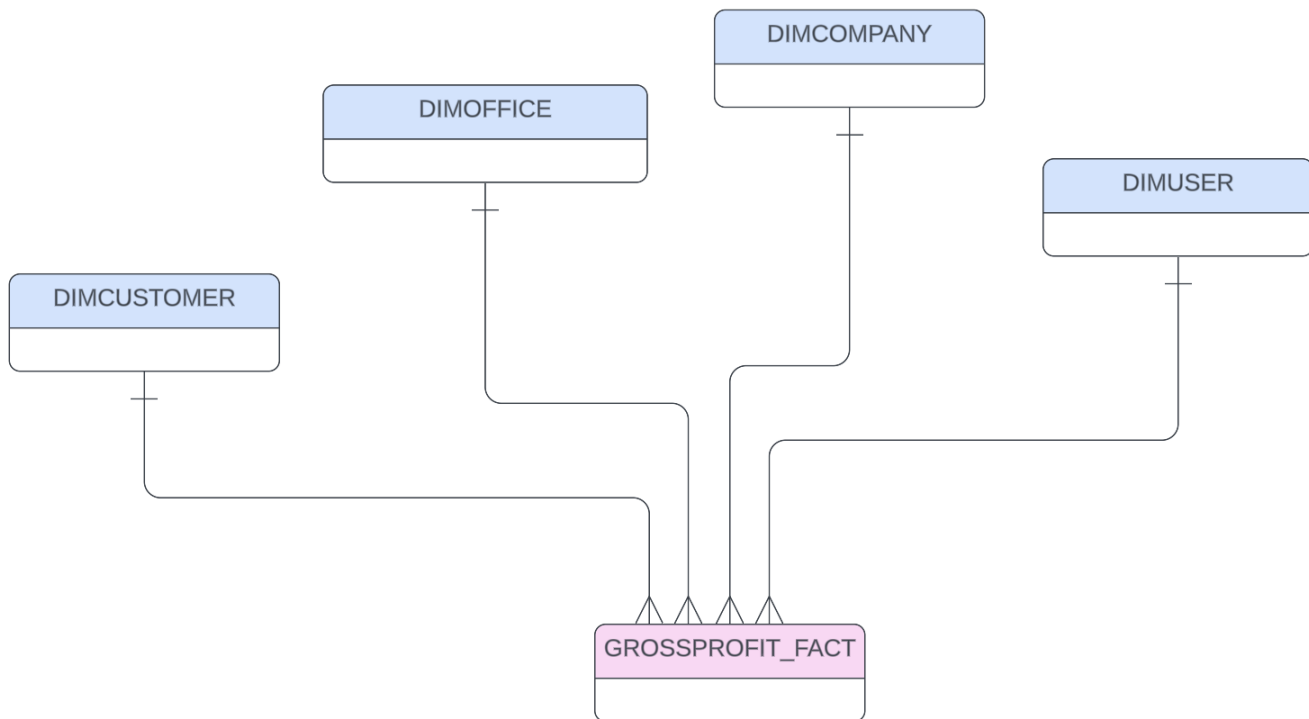 DIMCOMPANY
DIMOFFICE
DIMUSER
DIMCUSTOMER
GROSSPROFIT_FACT